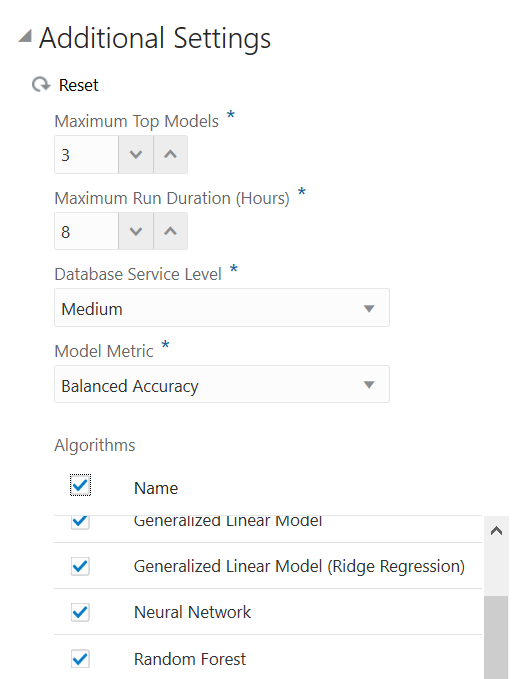 Additional Settings
Reset
Maximum Top Models *
3
Maximum Run Duration (Hours) *
8
Database Service Level *
Medium
Model Metric *
Balanced Accuracy
Algorithms
Name
Generalized Linear Model
Generalized Linear Model (Ridge Regression)
Neural Network
Random Forest